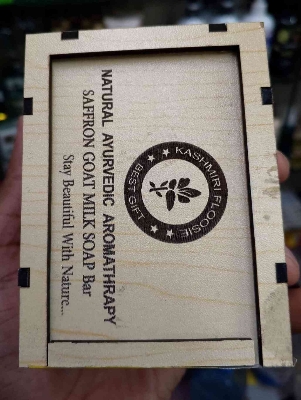 KASHMIRI FLOOSIE
BEST GIFT
NATURAL AYURVEDIC AROMATHRAPY
SAFFRON GOAT MILK SOAP Bar
Stay Beautiful With Nature...